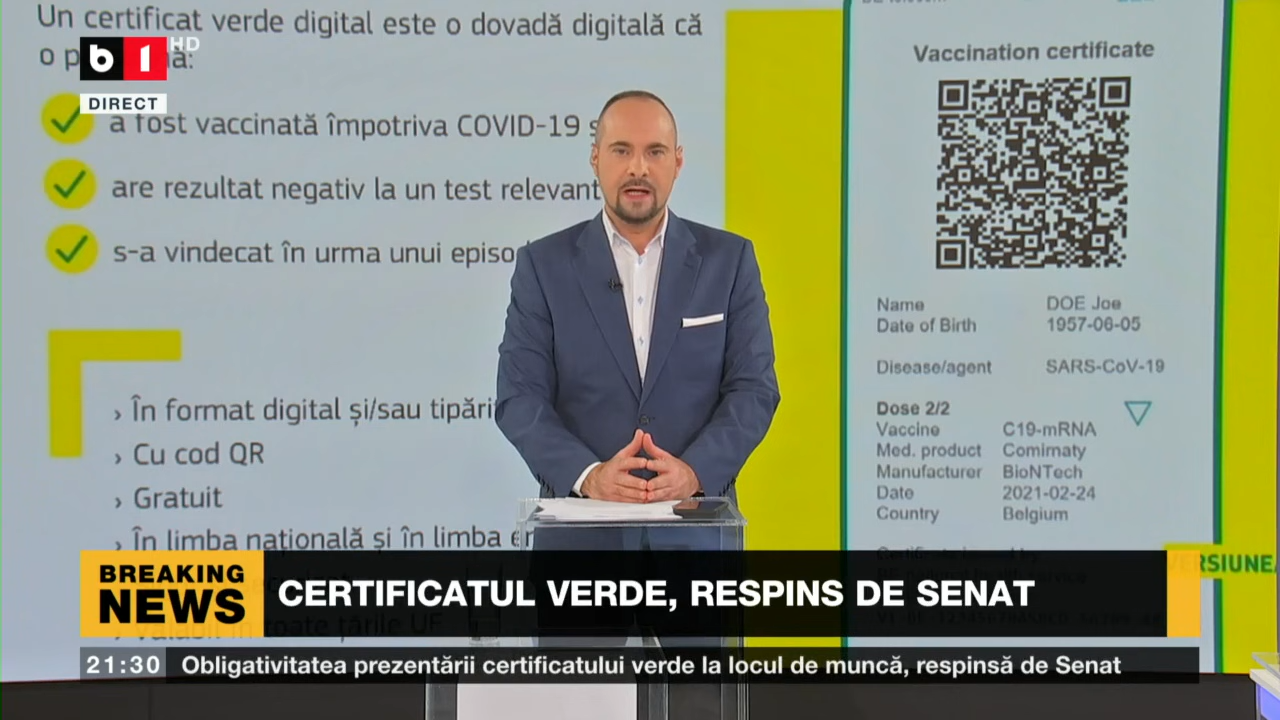 Un certificat verde digital este o dovadă digitală că
o
b1 HD
DIRECT
a fost vaccinată împotriva COVID-19
are rezultat negativ la un test relevant
s-a vindecat în urma unui
› În format digital și/sau
› Cu cod QR
› Gratuit
› În limba națională și în limba
Vaccination certificate
Name DOE Joe
Date of Birth 1957-06-05
Disease/agent SARS-CoV-19
Dose 2/2
Vaccine C19-mRNA
Med. product Comirnaty
Manufacturer BioNTech
Date 2021-02-24
Country Belgium
BREAKING
NEWS
CERTIFICATUL VERDE, RESPINS DE SENAT
21:30 Obligativitatea prezentării certificatului verde la locul de muncă, respinsă de Senat